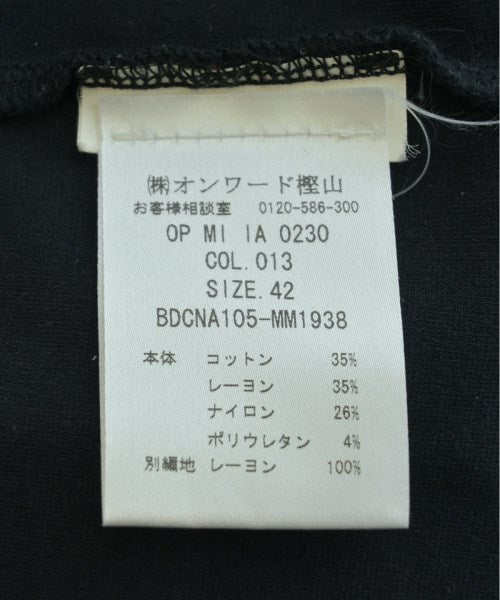 ㈱オンワード樫山
お客様相談室 0120-586-300
OP MI IA 0230
COL.013
SIZE.42
BDCNA105-MM1938
本体 コットン 35%
レーヨン 35%
ナイロン 26%
ポリウレタン 4%
別編地 レーヨン 100%